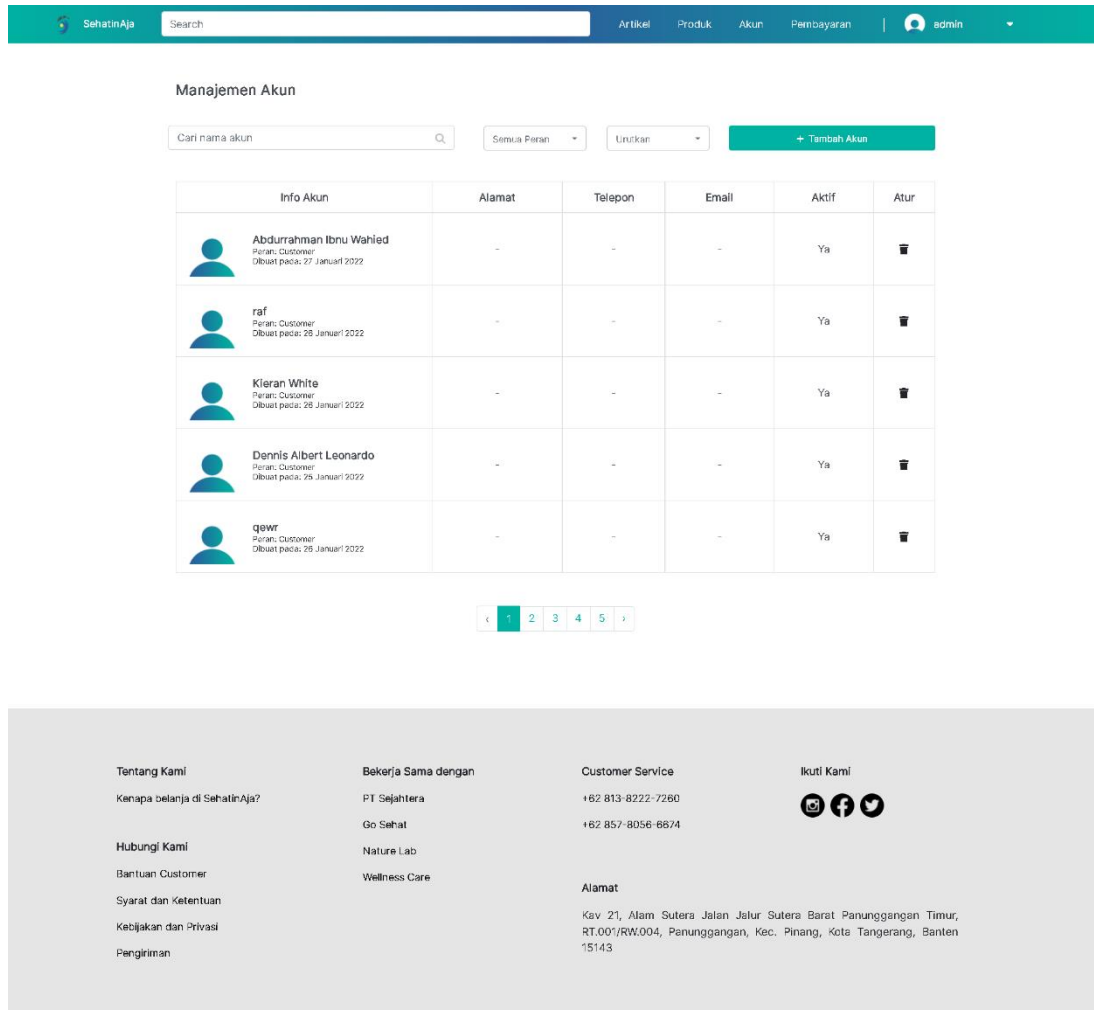 SehatinAja Search Artikel Produk Akun Pembayaran | admin
Manajemen Akun
Cari nama akun Semua Peran Urutkan + Tambah Akun
Info Akun Alamat Telepon Email Aktif Atur
Abdurrahman Ibnu Wahied
Peran: Customer
Dibuat pada: 27 Januari 2022
- - - Ya
raf
Peran: Customer
Dibuat pada: 26 Januari 2022
- - - Ya
Kieran White
Peran: Customer
Dibuat pada: 26 Januari 2022
- - - Ya
Dennis Albert Leonardo
Peran: Customer
Dibuat pada: 25 Januari 2022
- - - Ya
qewr
Peran: Customer
Dibuat pada: 26 Januari 2022
- - - Ya
‹ 1 2 3 4 5 ›
Tentang Kami
Kenapa belanja di SehatinAja?
Hubungi Kami
Bantuan Customer
Syarat dan Ketentuan
Kebijakan dan Privasi
Pengiriman
Bekerja Sama dengan
PT Sejahtera
Go Sehat
Nature Lab
Wellness Care
Customer Service
+62 813-8222-7260
+62 857-8056-6674
Ikuti Kami
Alamat
Kav 21, Alam Sutera Jalan Jalur Sutera Barat Panunggangan Timur,
RT.001/RW.004, Panunggangan, Kec. Pinang, Kota Tangerang, Banten
15143